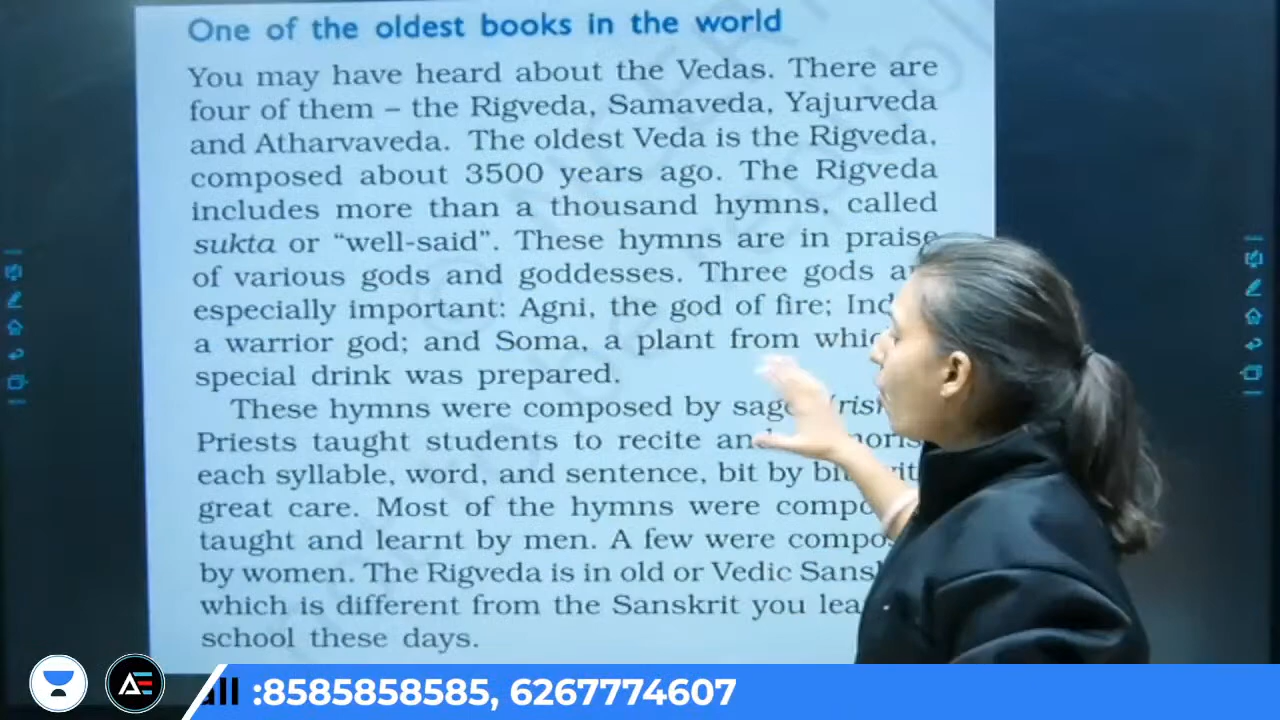 One of the oldest books in the world
You may have heard about the Vedas. There are
four of them – the Rigveda, Samaveda, Yajurveda
and Atharvaveda. The oldest Veda is the Rigveda,
composed about 3500 years ago. The Rigveda
includes more than a thousand hymns, called
sukta or “well-said”. These hymns are in praise
of various gods and goddesses. Three gods
especially important: Agni, the god of fire;
a warrior god; and Soma, a plant from
special drink was prepared.
These hymns were composed by
Priests taught students to recite
each syllable, word, and sentence, bit by
great care. Most of the hymns were
taught and learnt by men. A few were
by women. The Rigveda is in old or Vedic
which is different from the Sanskrit you
school these days.
:8585858585, 6267774607